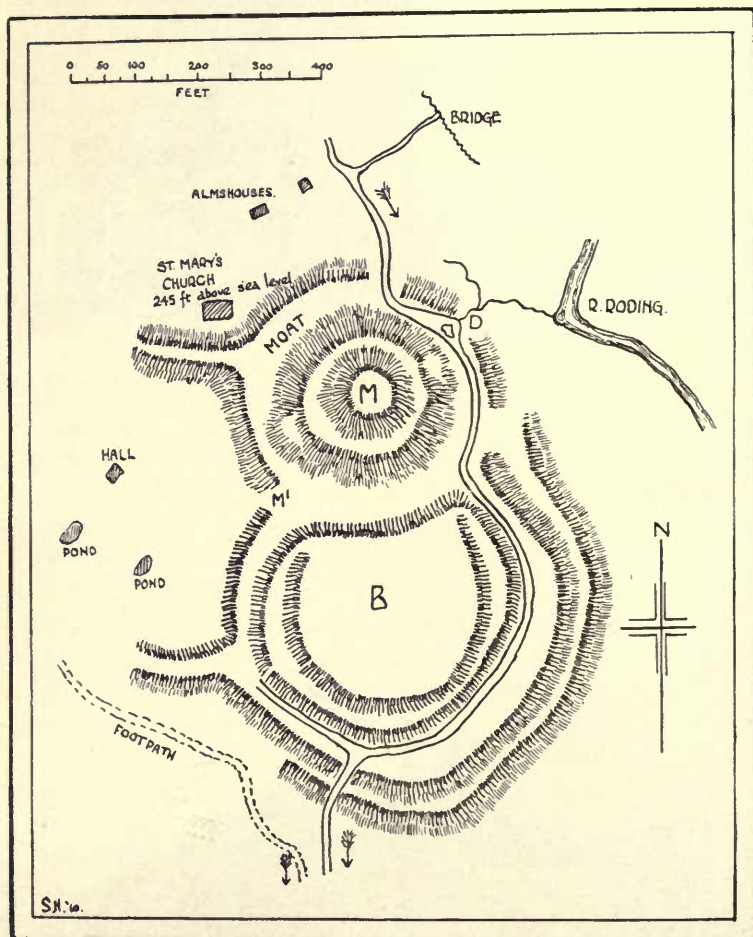 0 50 100 200 300 400
FEET
BRIDGE
ALMSHOUSES.
ST. MARY'S
CHURCH
245 ft above sea level
MOAT
D
R. RODING.
M
HALL
M'
POND
POND
B
N
FOOTPATH
S.H. '10.